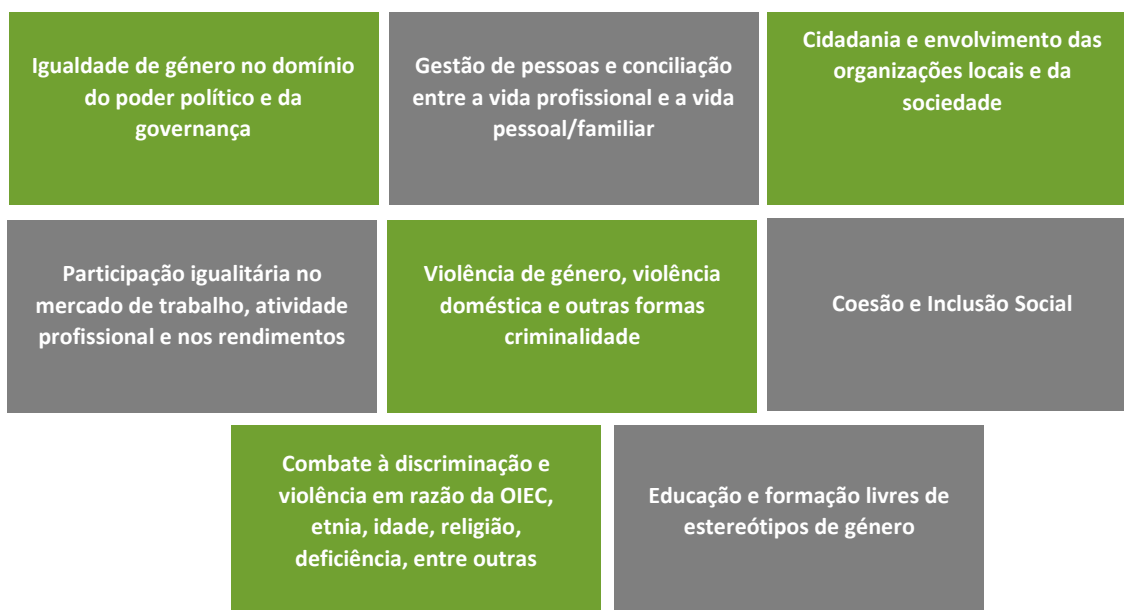 Igualdade de género no domínio
do poder político e da
governança
Gestão de pessoas e conciliação
entre a vida profissional e a vida
pessoal/familiar
Cidadania e envolvimento das
organizações locais e da
sociedade
Participação igualitária no
mercado de trabalho, atividade
profissional e nos rendimentos
Violência de género, violência
doméstica e outras formas
criminalidade
Coesão e Inclusão Social
Combate à discriminação e
violência em razão da OIEC,
etnia, idade, religião,
deficiência, entre outras
Educação e formação livres de
estereótipos de género